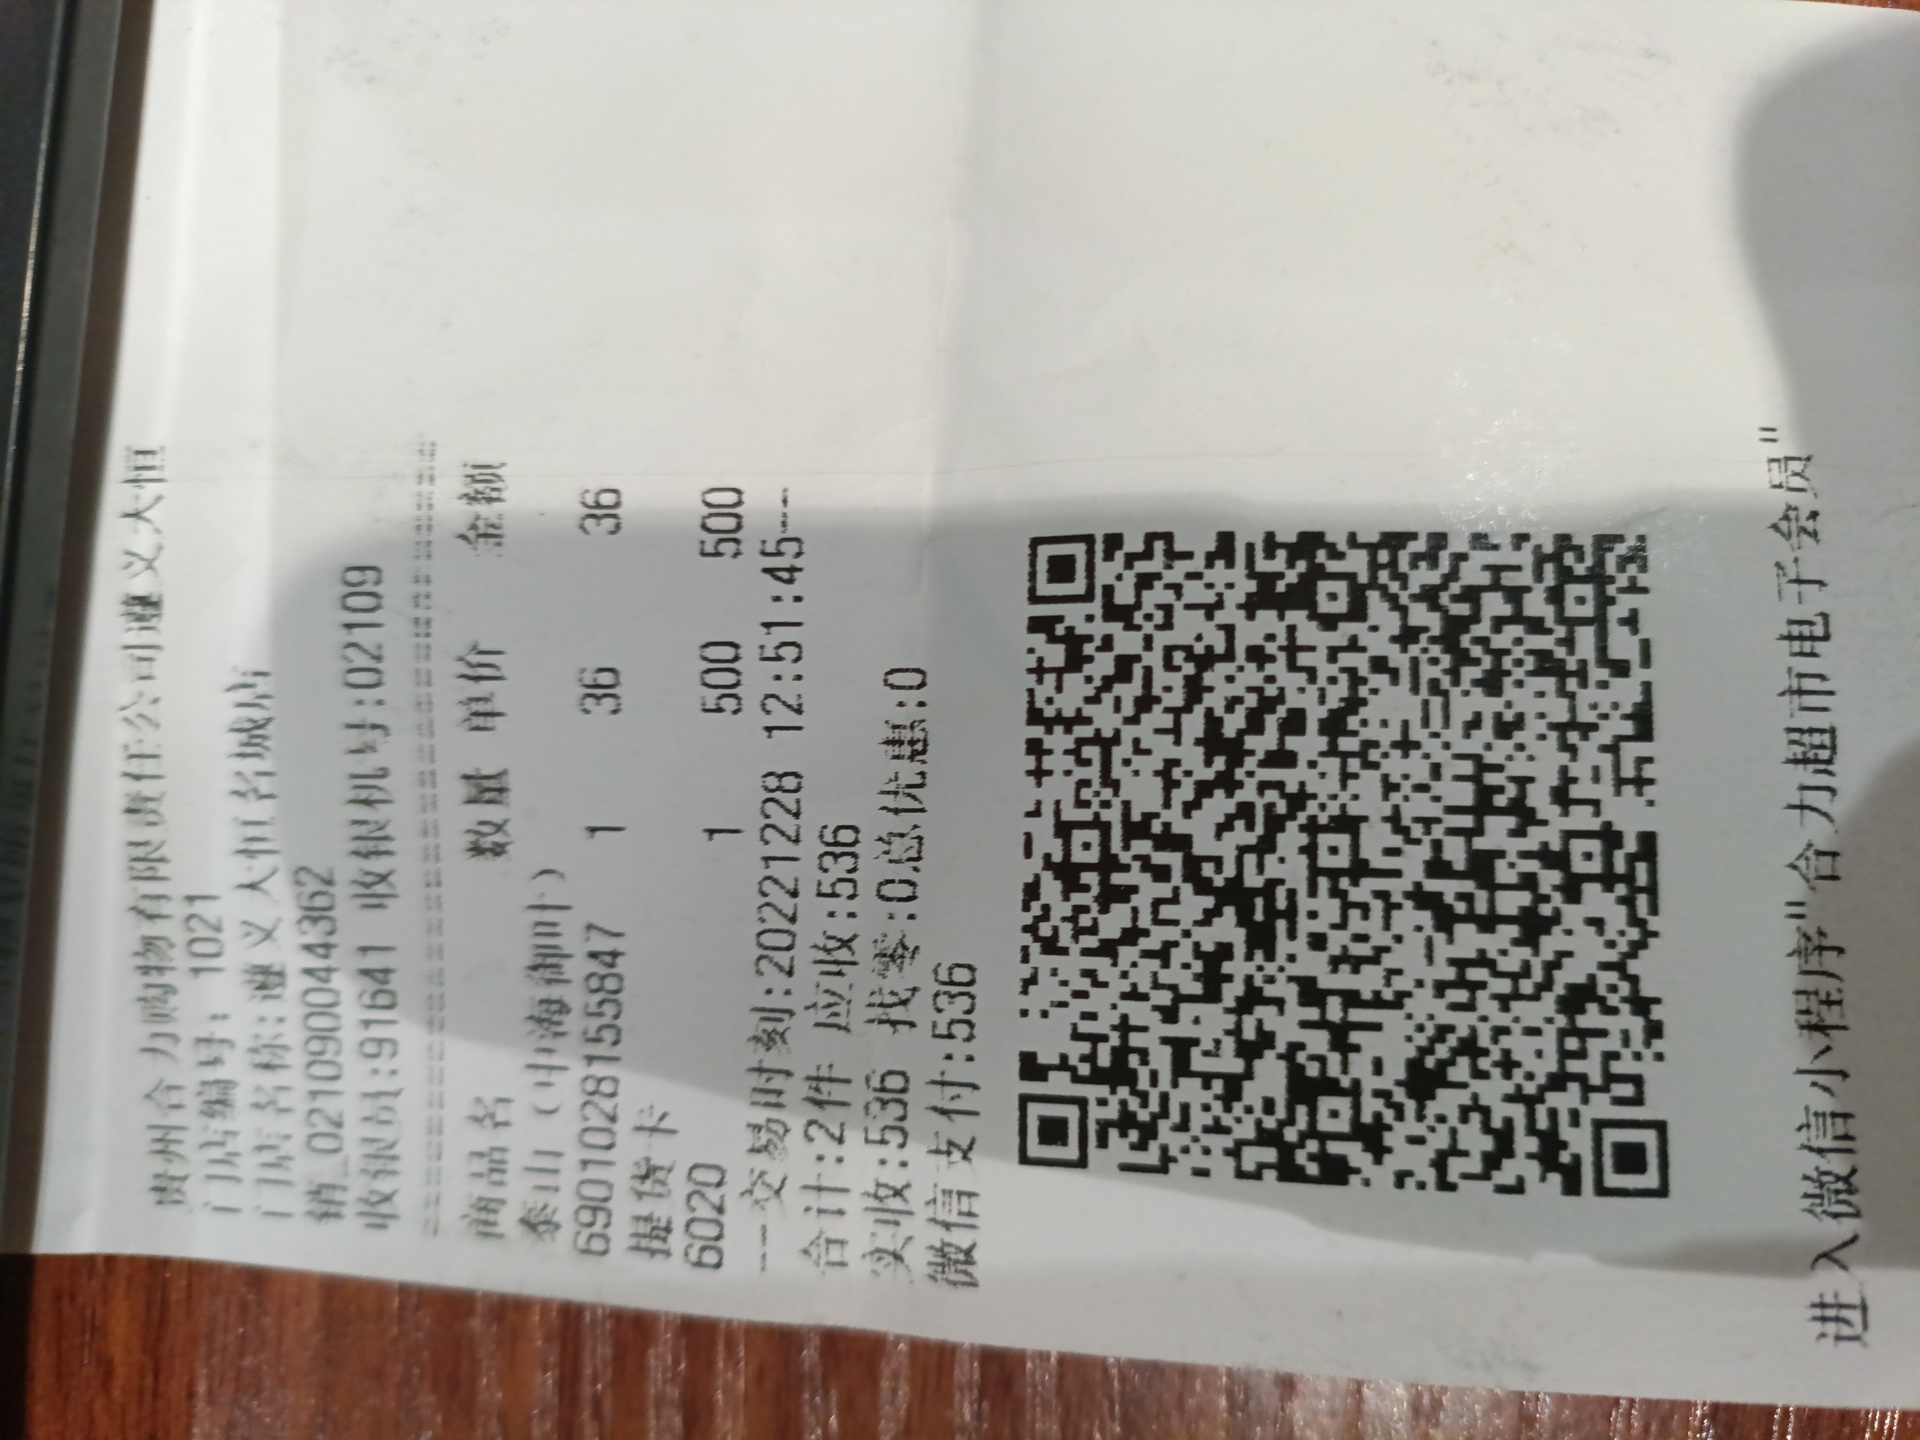 贵州合力购物有限责任公司遵义大恒
门店编号: 1021
门店名称:遵义大恒名城店
销_021090044362
收银员:91641 收银机号:02109
商品名 数量 单价 金额
泰山(中海御叶)
6901028155847 1 36 36
提货卡
6020 1 500 500
---交易时刻:20221228 12:51:45---
合计:2件 应收:536
实收:536 找零:0总优惠:0
微信支付:536
进入微信小程序"合力超市电子会员"